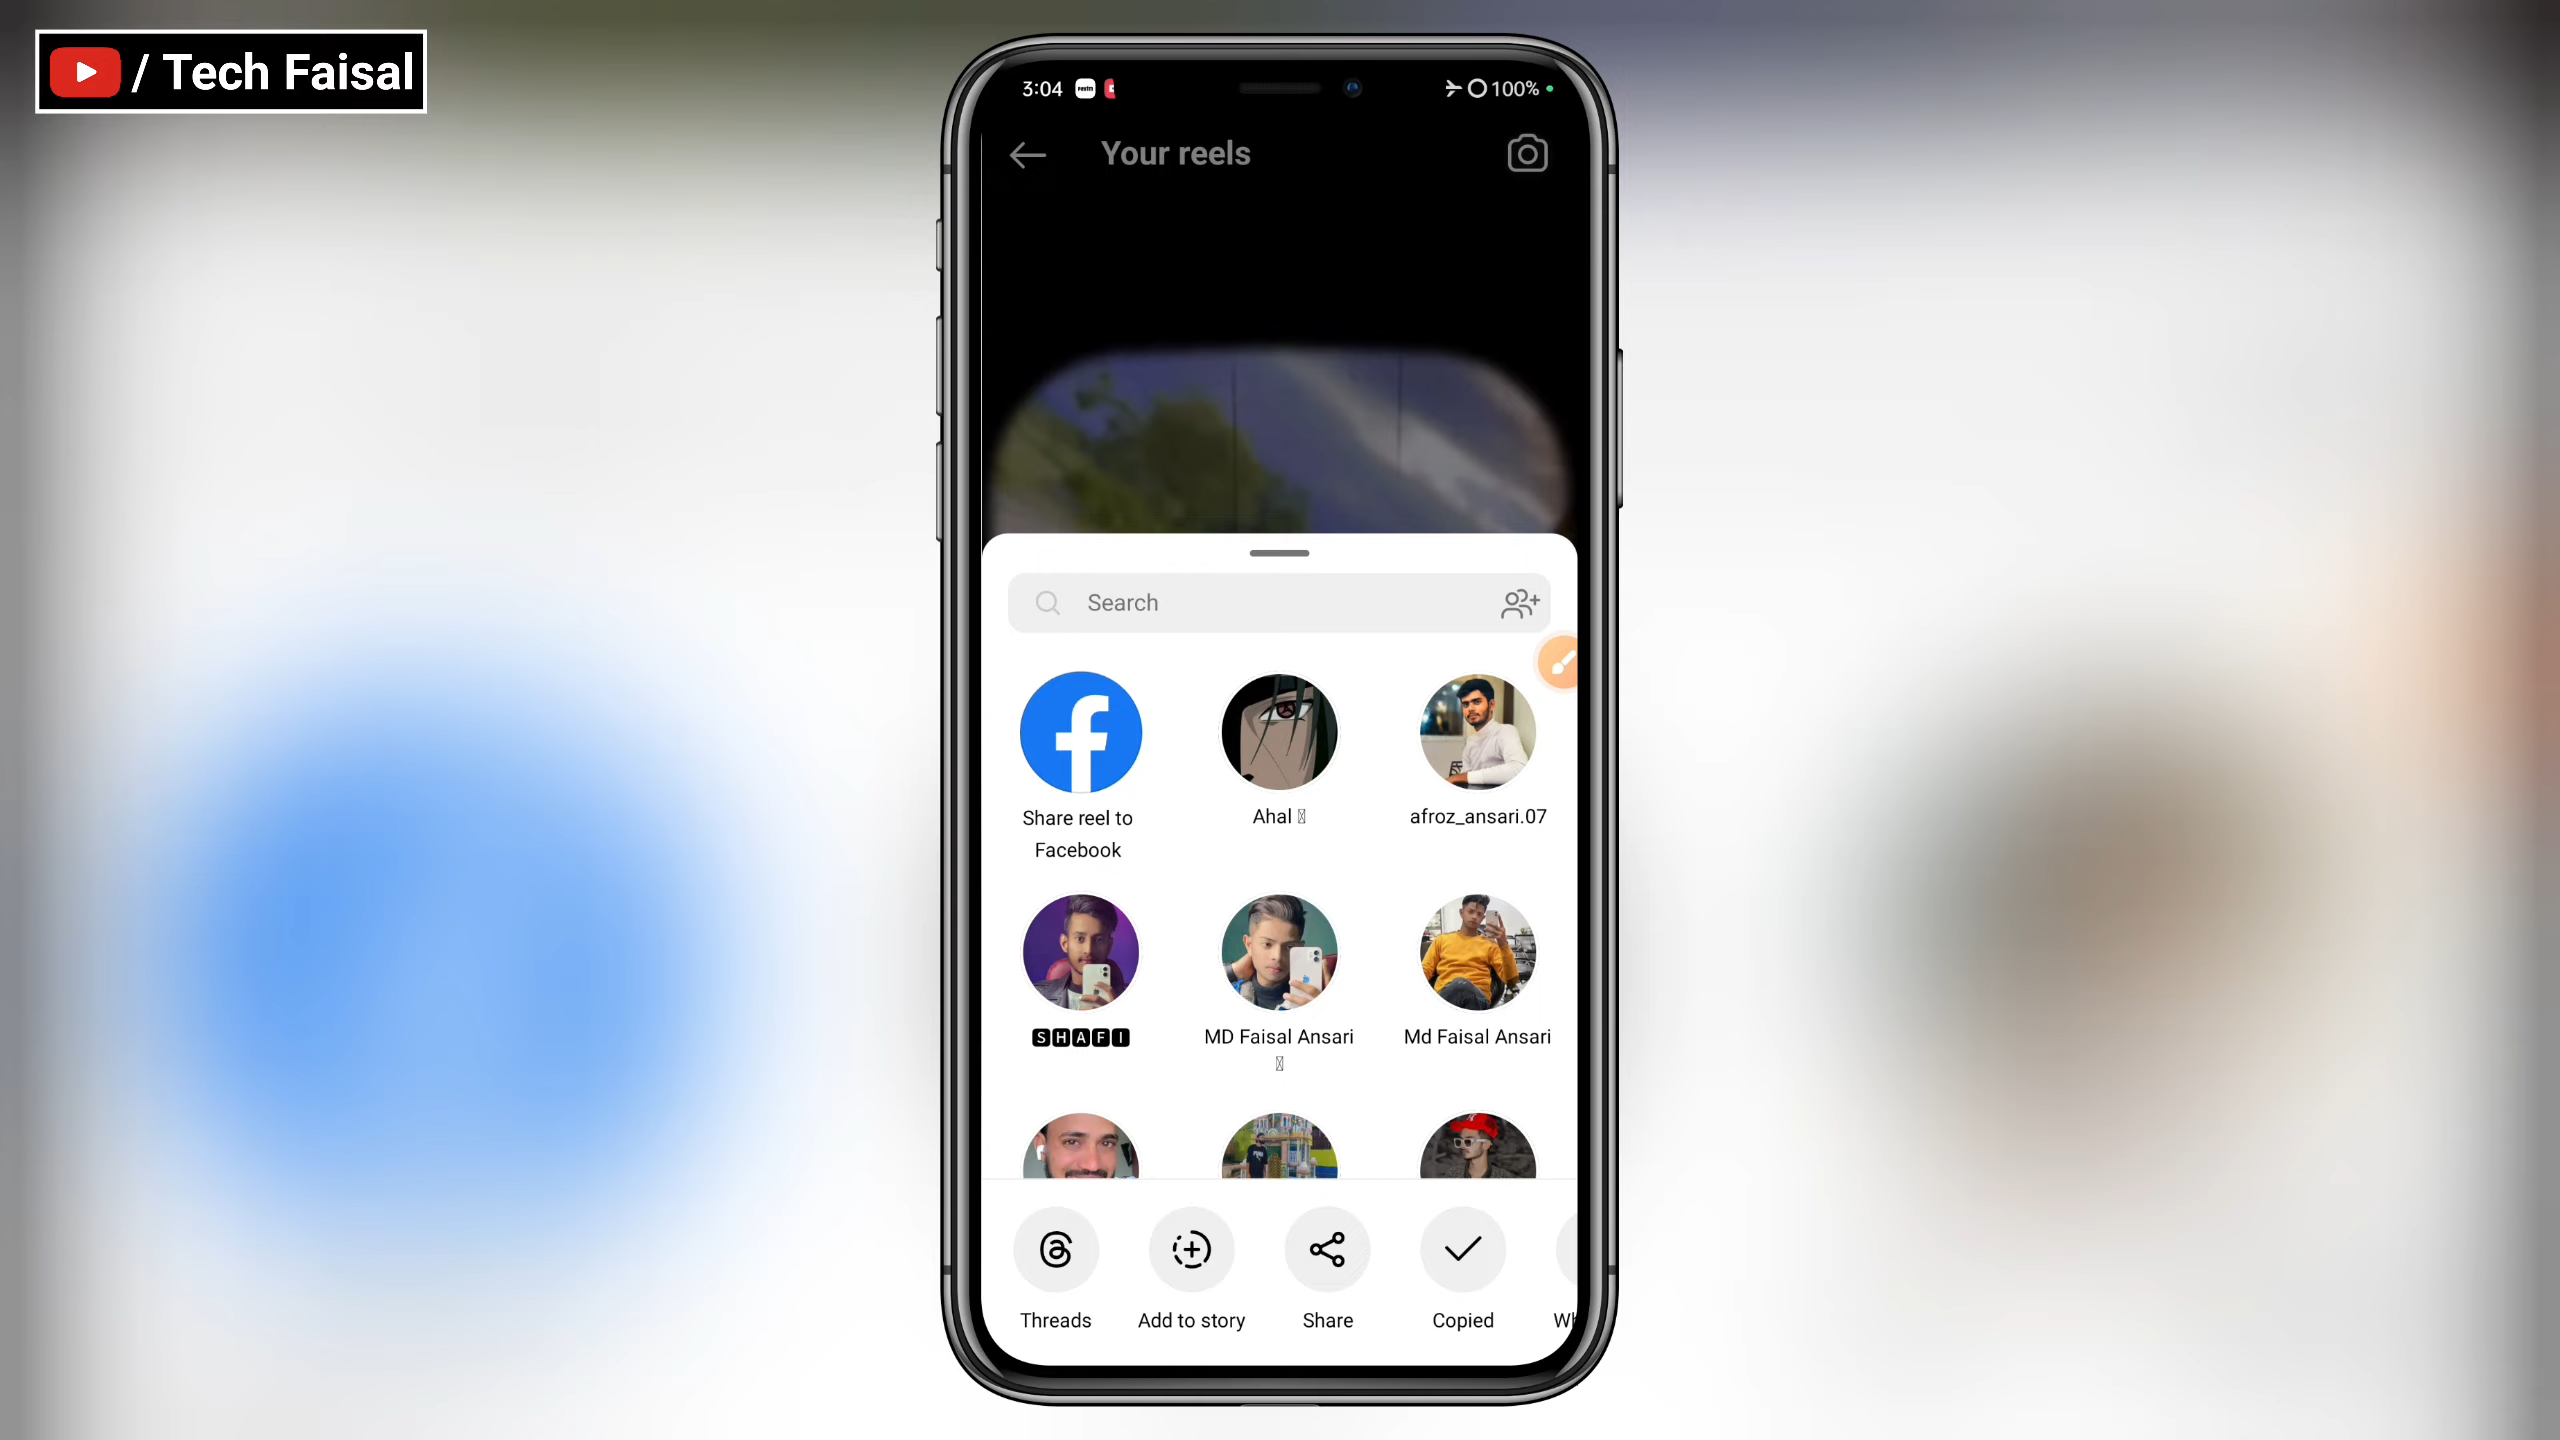 / Tech Faisal
3:04
100%
Your reels
Search
Share reel to
Facebook
Ahal
afroz_ansari.07
SHAFI
MD Faisal Ansari
Md Faisal Ansari
Threads
Add to story
Share
Copied
Wh